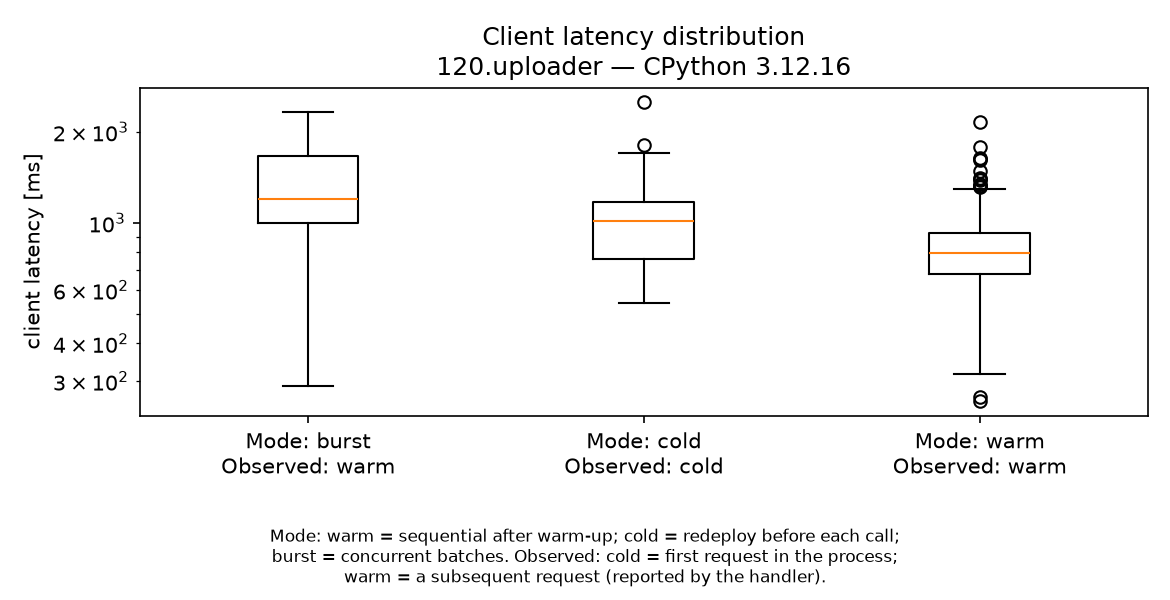 Client latency distribution
120.uploader — CPython 3.12.16
client latency [ms]
2 × 10³
10³
6 × 10²
4 × 10²
3 × 10²
Mode: burst
Observed: warm
Mode: cold
Observed: cold
Mode: warm
Observed: warm
Mode: warm = sequential after warm-up; cold = redeploy before each call;
burst = concurrent batches. Observed: cold = first request in the process;
warm = a subsequent request (reported by the handler).